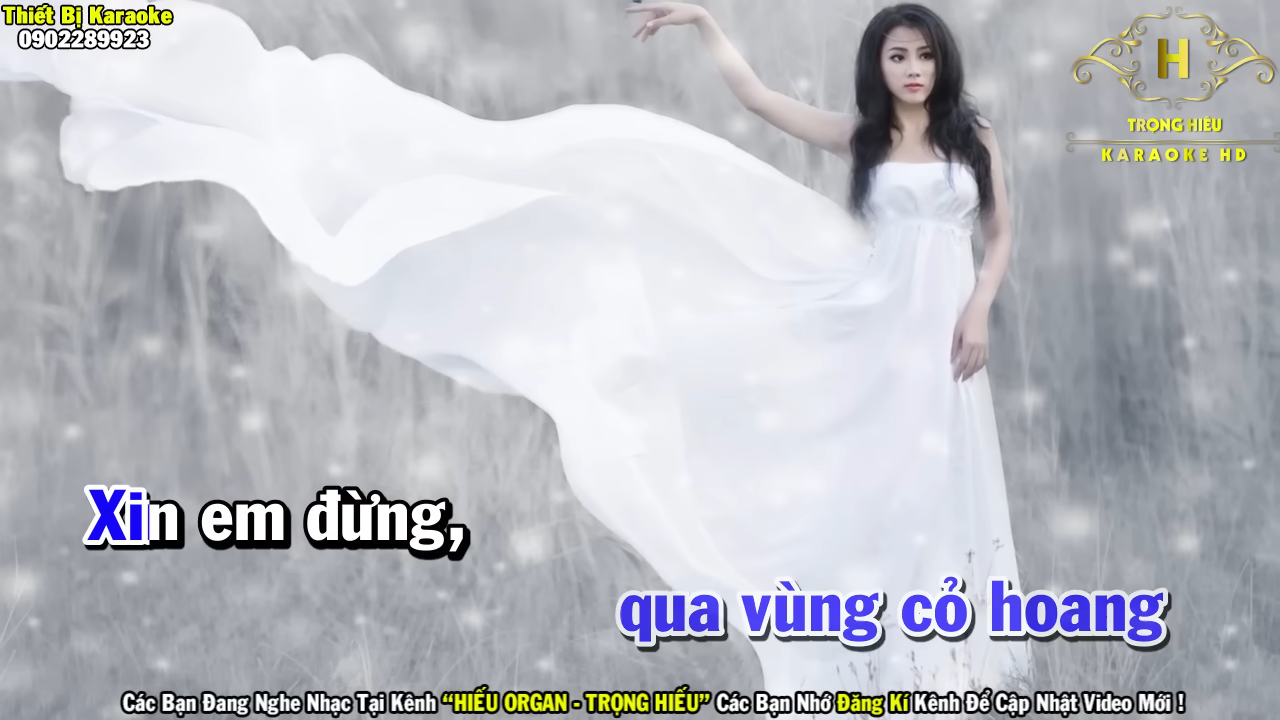 Thiết Bị Karaoke
0902289923
H
TRỌNG HIẾU
KARAOKE HD
Xin em đừng,
qua vùng cỏ hoang
Các Bạn Đang Nghe Nhạc Tại Kênh “HIẾU ORGAN - TRỌNG HIẾU” Các Bạn Nhớ Đăng Kí Kênh Để Cập Nhật Video Mới !